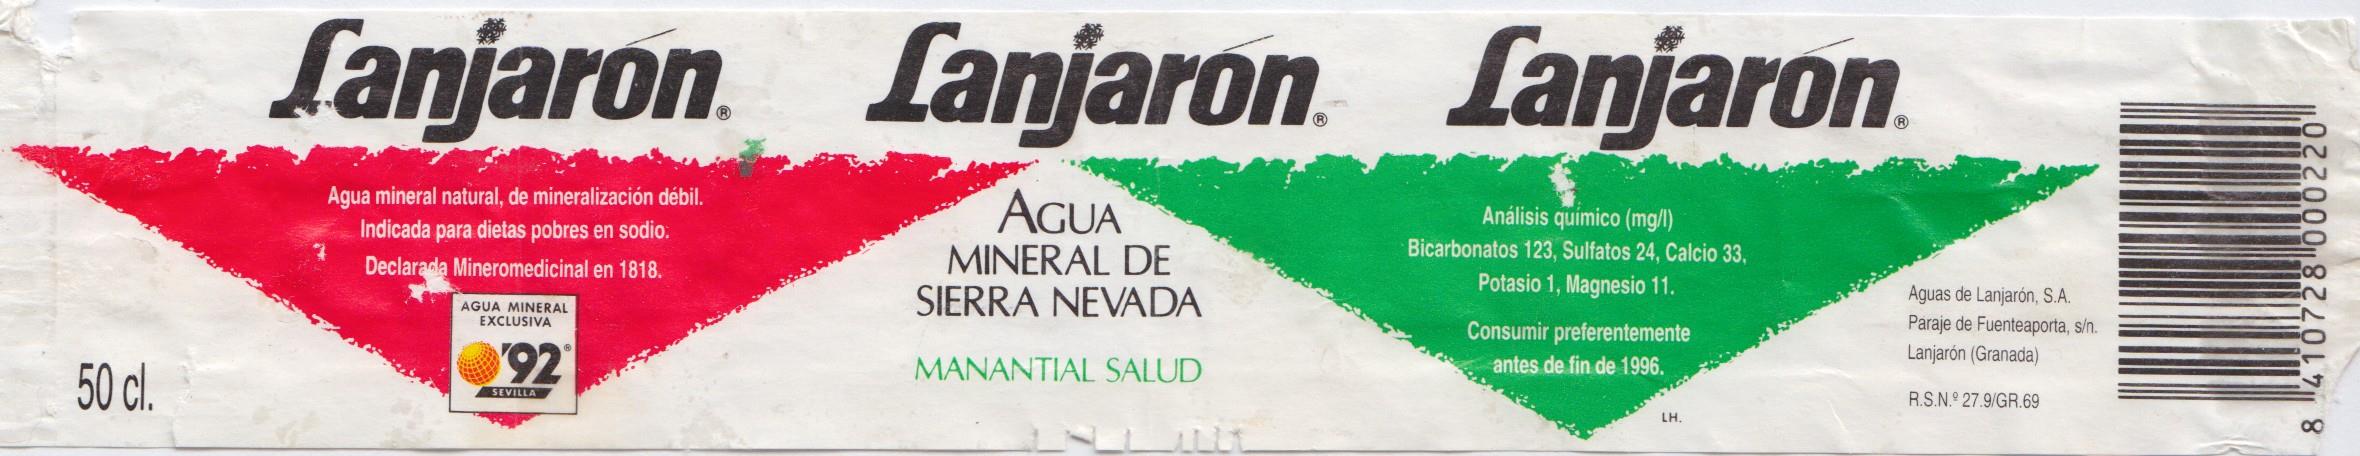 Lanjarón®
Agua mineral natural, de mineralización débil.
Indicada para dietas pobres en sodio.
Declarada Mineromedicinal en 1818.
AGUA MINERAL
EXCLUSIVA
'92®
SEVILLA
50 cl.
Lanjarón®
AGUA
MINERAL DE
SIERRA NEVADA
MANANTIAL SALUD
Lanjarón®
Análisis químico (mg/l)
Bicarbonatos 123, Sulfatos 24, Calcio 33,
Potasio 1, Magnesio 11.
Consumir preferentemente
antes de fin de 1996.
LH.
Aguas de Lanjarón, S.A.
Paraje de Fuenteaporta, s/n.
Lanjarón (Granada)
R.S.N.º 27.9/GR.69
8 410728 000220